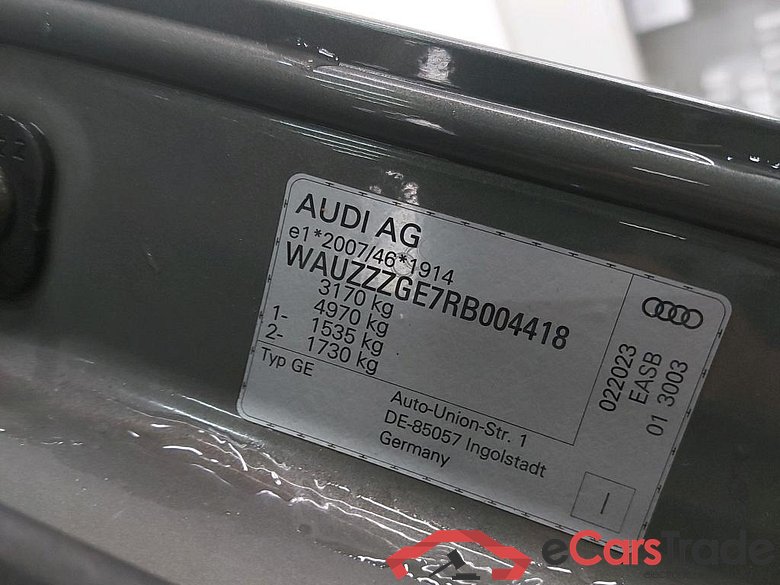 AUDI AG
e1*2007/46*1914
WAUZZZGE7RB004418
3170 kg
4970 kg
1- 1535 kg
2- 1730 kg
Typ GE
Auto-Union-Str. 1
DE-85057 Ingolstadt
Germany
022023
EASB
01 3003
I
eCarsTrade